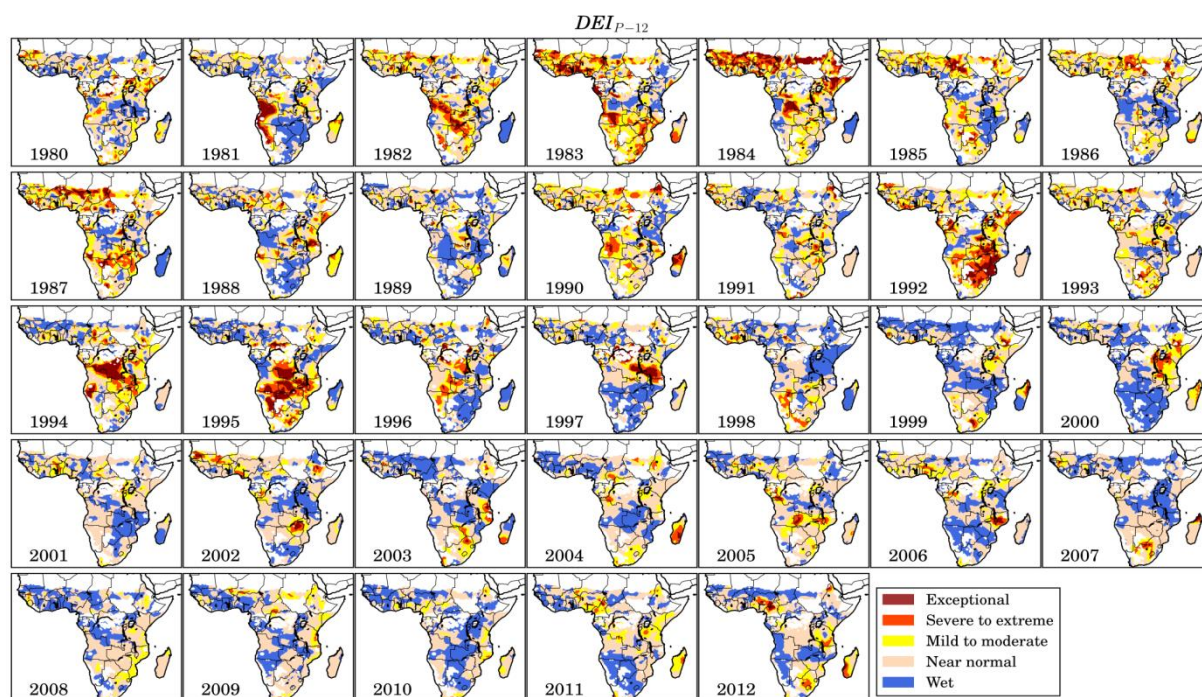 DEI_{P-12}
1980 1981 1982 1983 1984 1985 1986
1987 1988 1989 1990 1991 1992 1993
1994 1995 1996 1997 1998 1999 2000
2001 2002 2003 2004 2005 2006 2007
2008 2009 2010 2011 2012
Exceptional
Severe to extreme
Mild to moderate
Near normal
Wet